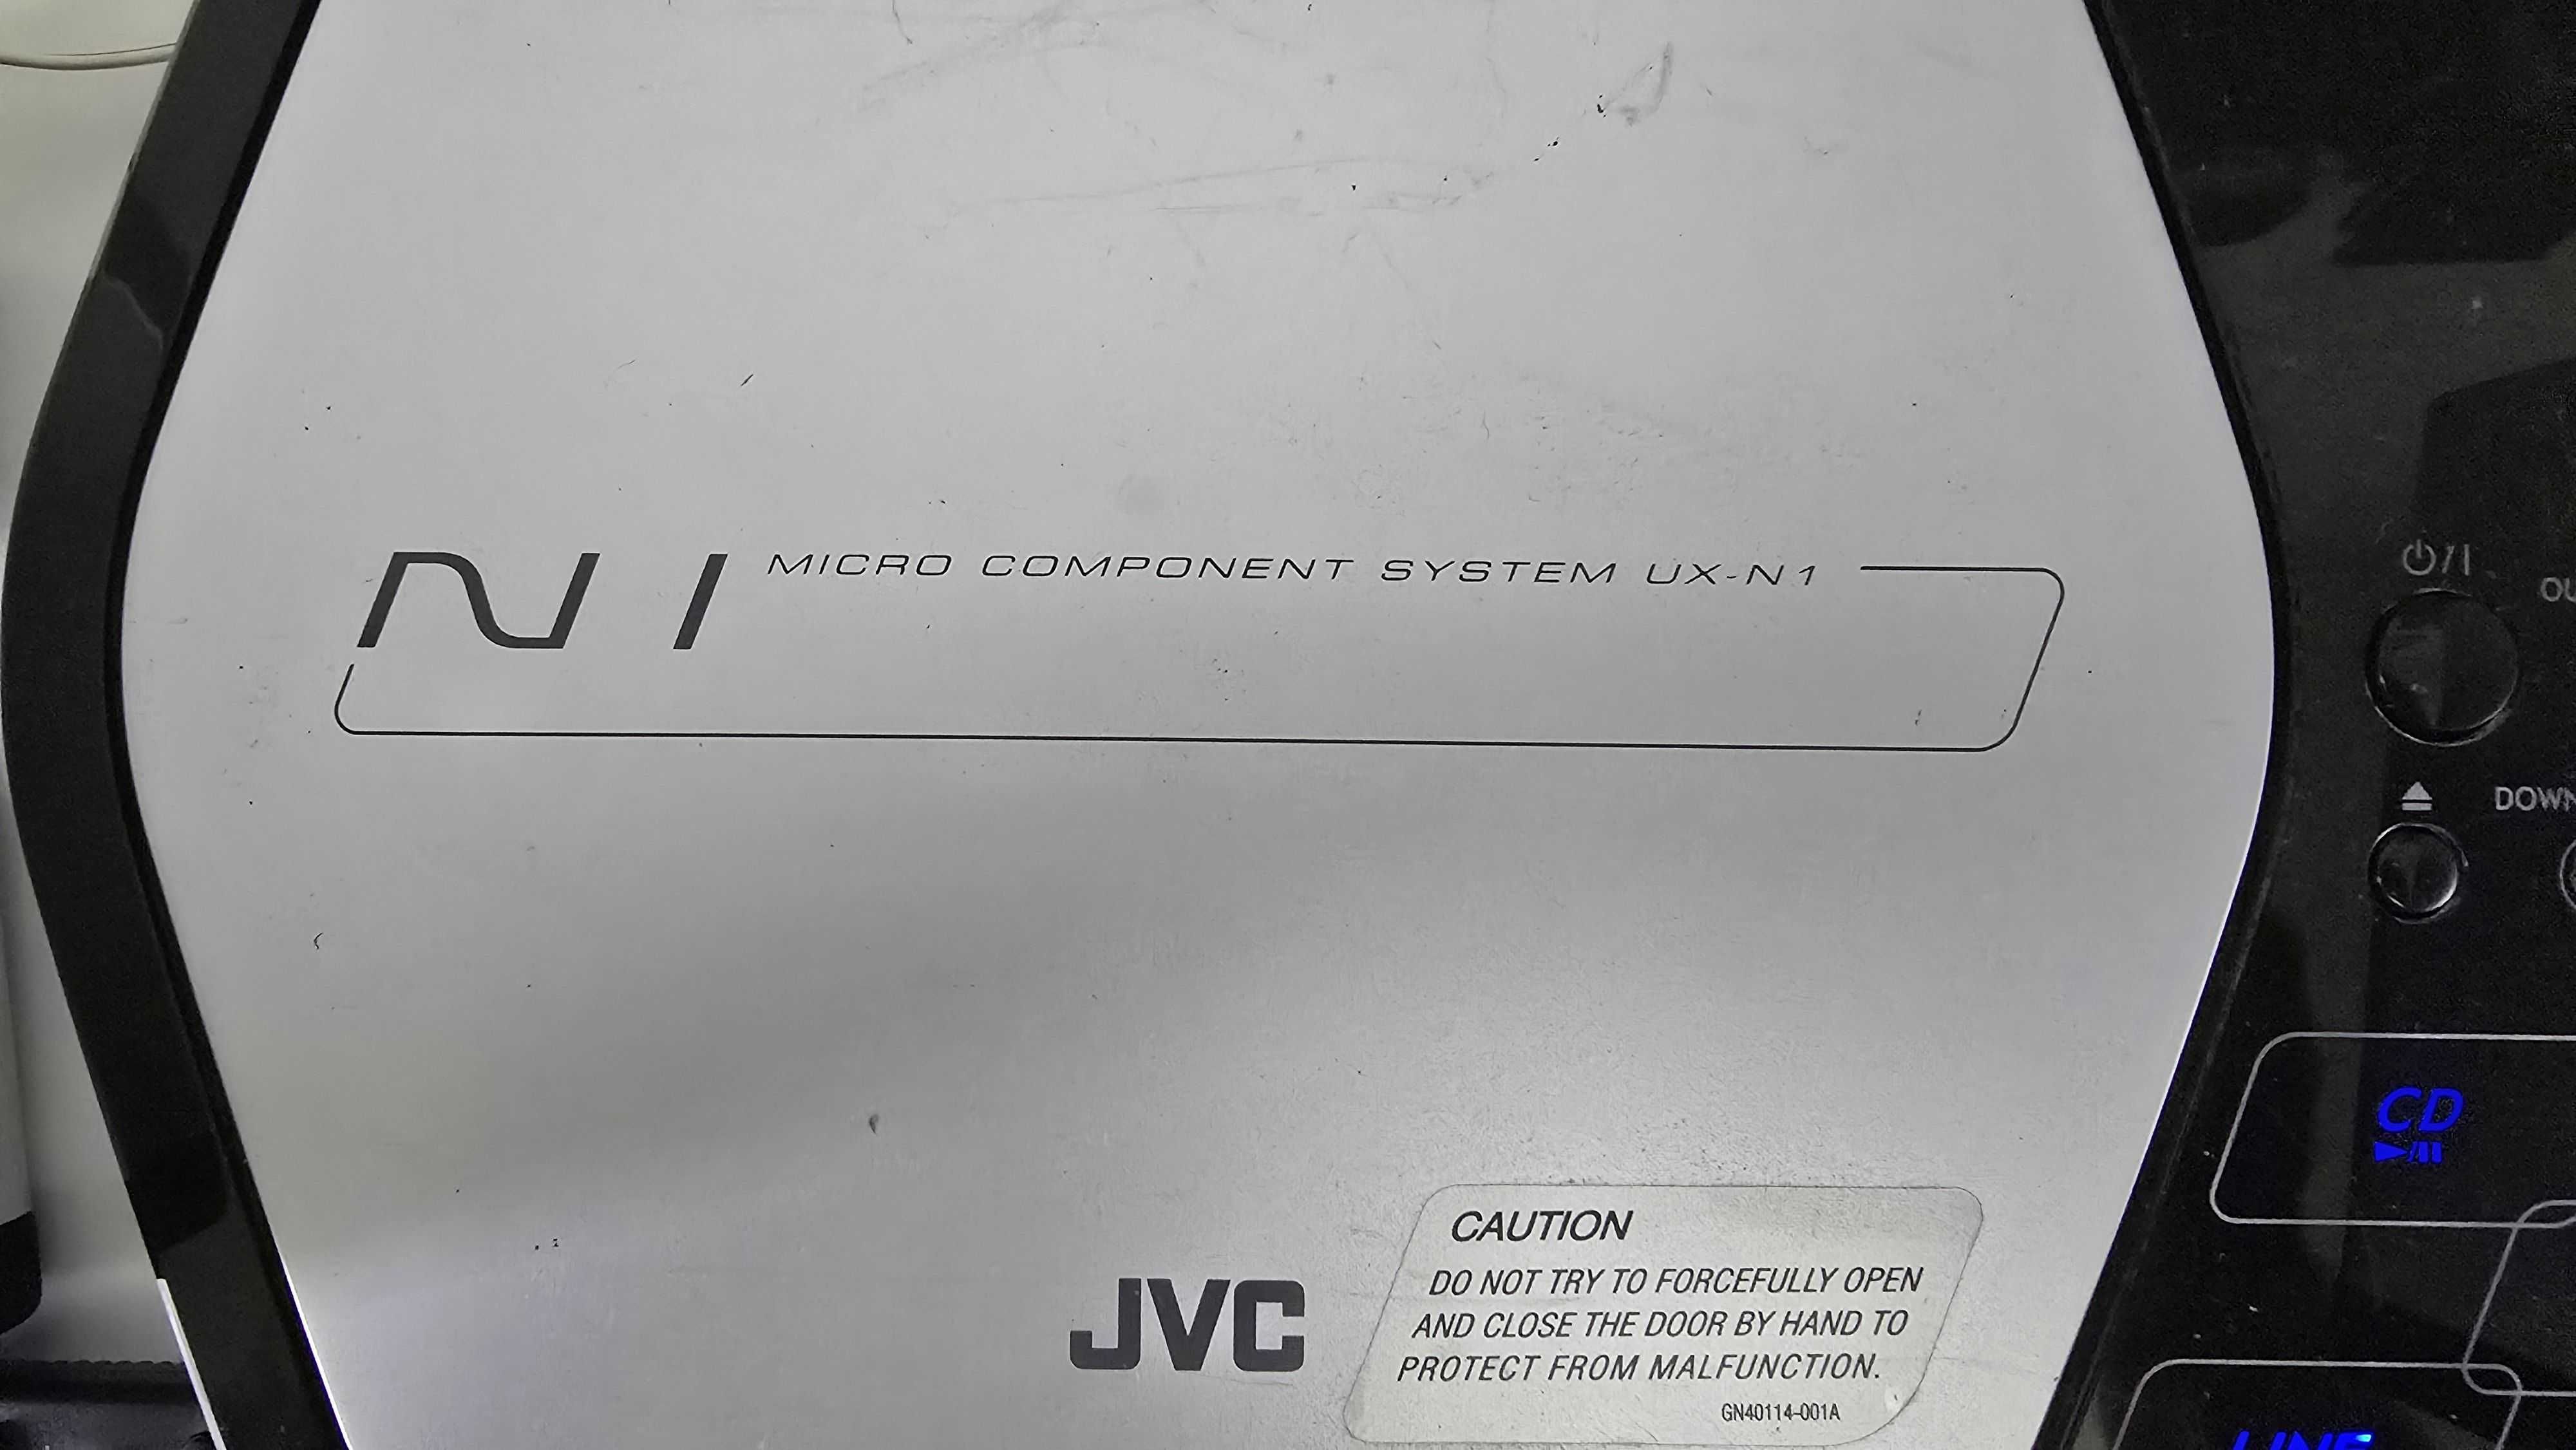 N1 MICRO COMPONENT SYSTEM UX-N1
CD
JVC
CAUTION
DO NOT TRY TO FORCEFULLY OPEN
AND CLOSE THE DOOR BY HAND TO
PROTECT FROM MALFUNCTION.
GN40114-001A